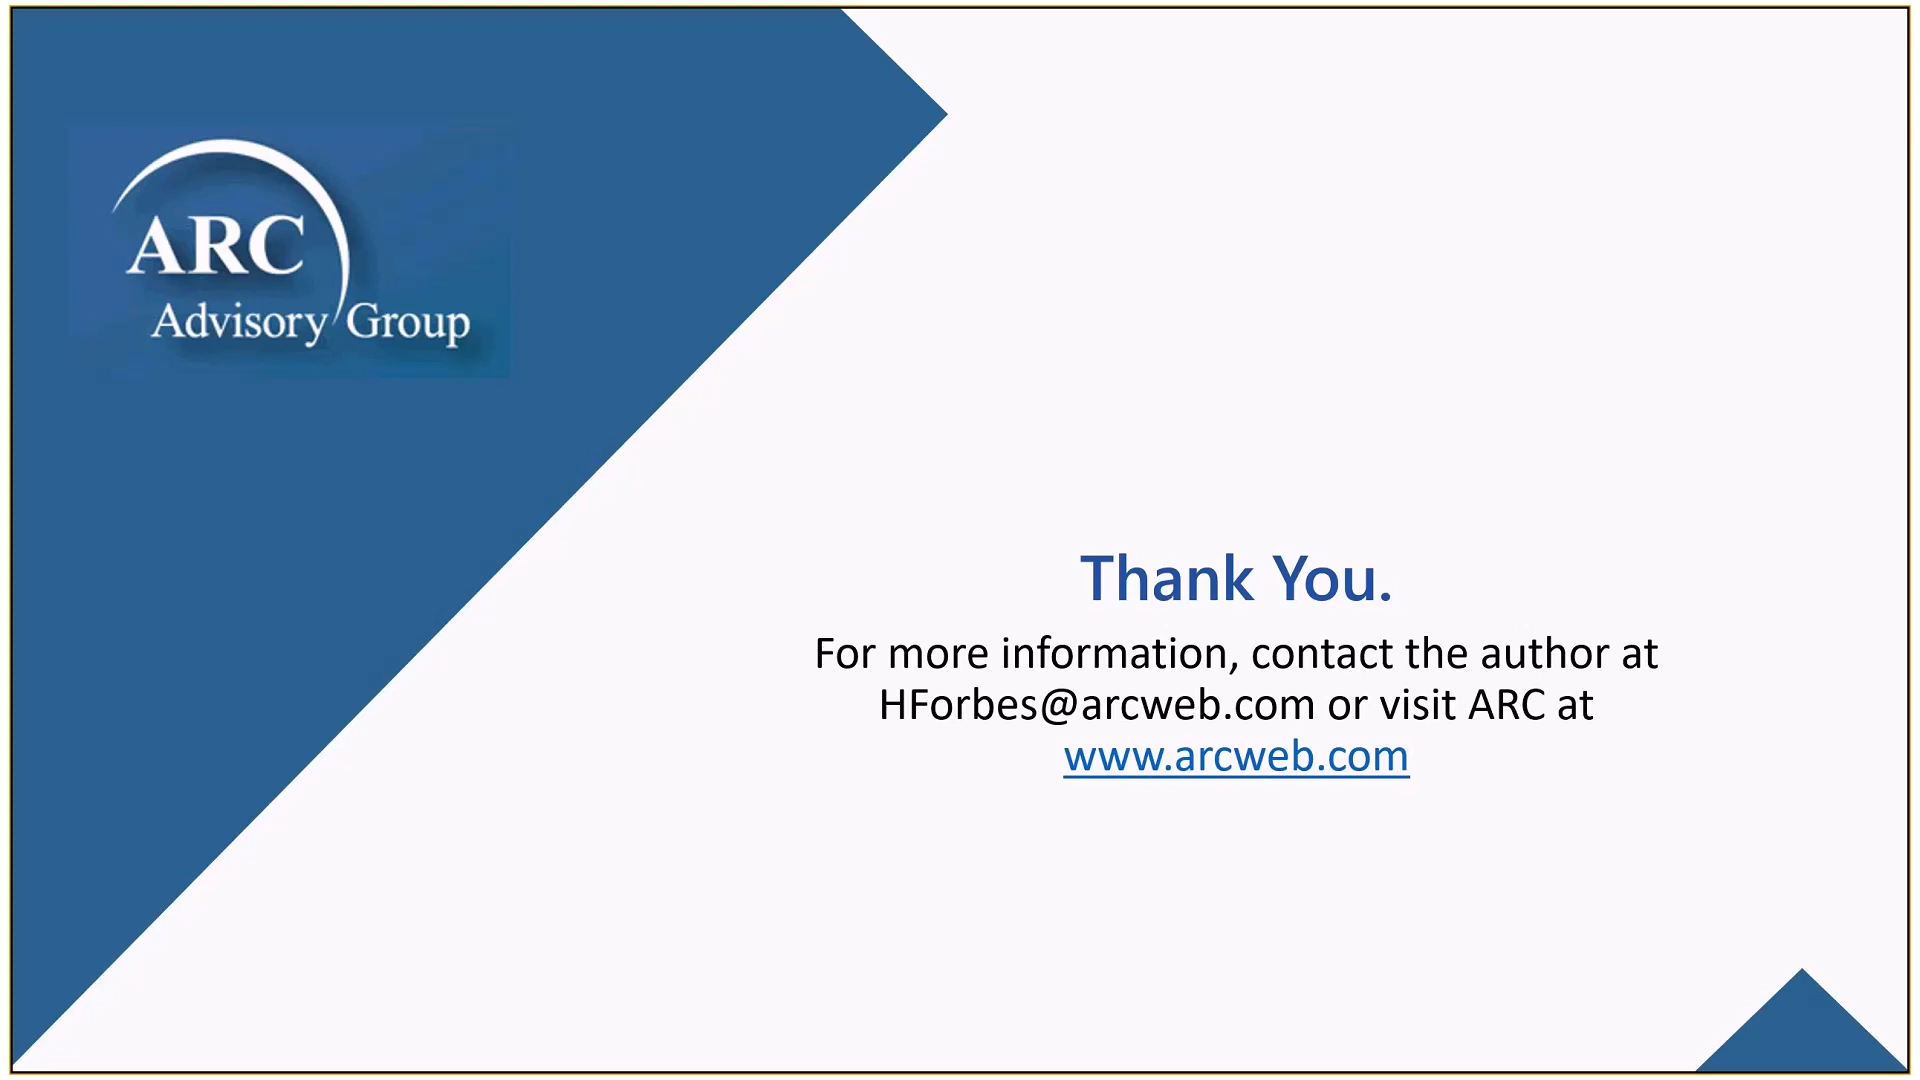 ARC
Advisory Group
Thank You.
For more information, contact the author at
HForbes@arcweb.com or visit ARC at
www.arcweb.com